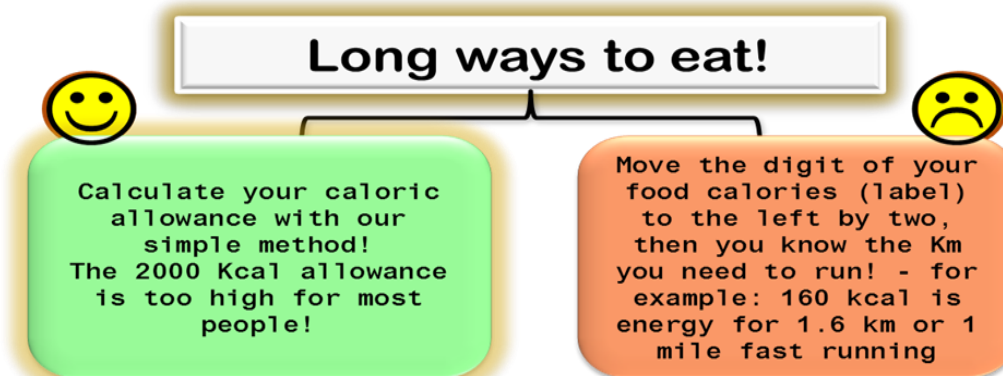 Long ways to eat!
Calculate your caloric
allowance with our
simple method!
The 2000 Kcal allowance
is too high for most
people!
Move the digit of your
food calories (label)
to the left by two,
then you know the Km
you need to run! - for
example: 160 kcal is
energy for 1.6 km or 1
mile fast running